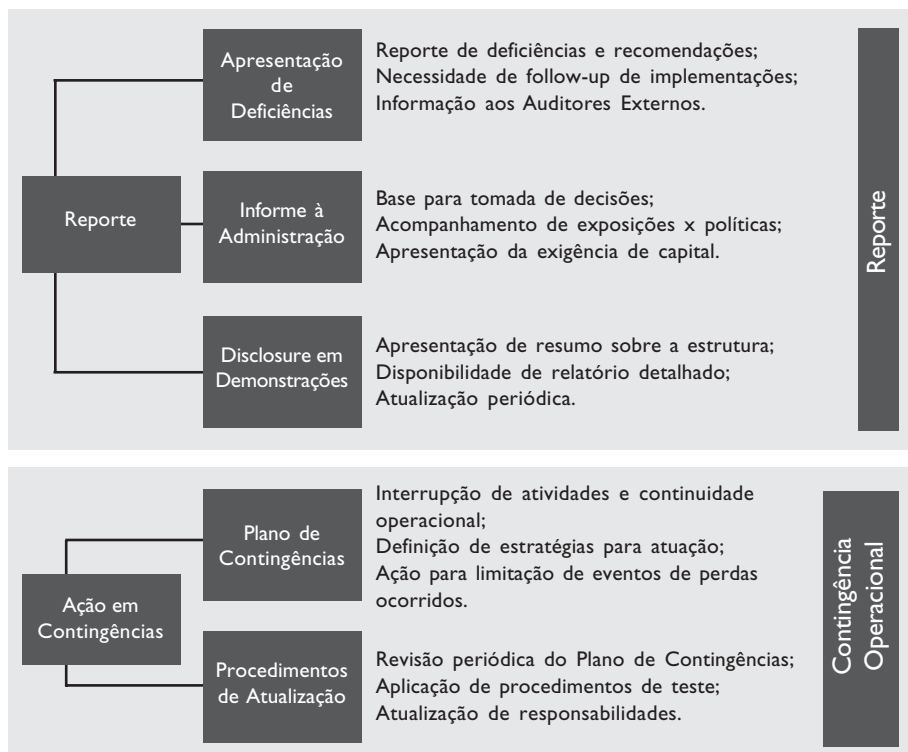 Reporte
Apresentação
de
Deficiências
Reporte de deficiências e recomendações;
Necessidade de follow-up de implementações;
Informação aos Auditores Externos.
Informe à
Administração
Base para tomada de decisões;
Acompanhamento de exposições x políticas;
Apresentação da exigência de capital.
Disclosure em
Demonstrações
Apresentação de resumo sobre a estrutura;
Disponibilidade de relatório detalhado;
Atualização periódica.
Reporte
Ação em
Contingências
Plano de
Contingências
Interrupção de atividades e continuidade
operacional;
Definição de estratégias para atuação;
Ação para limitação de eventos de perdas
ocorridos.
Procedimentos
de Atualização
Revisão periódica do Plano de Contingências;
Aplicação de procedimentos de teste;
Atualização de responsabilidades.
Contingência
Operacional